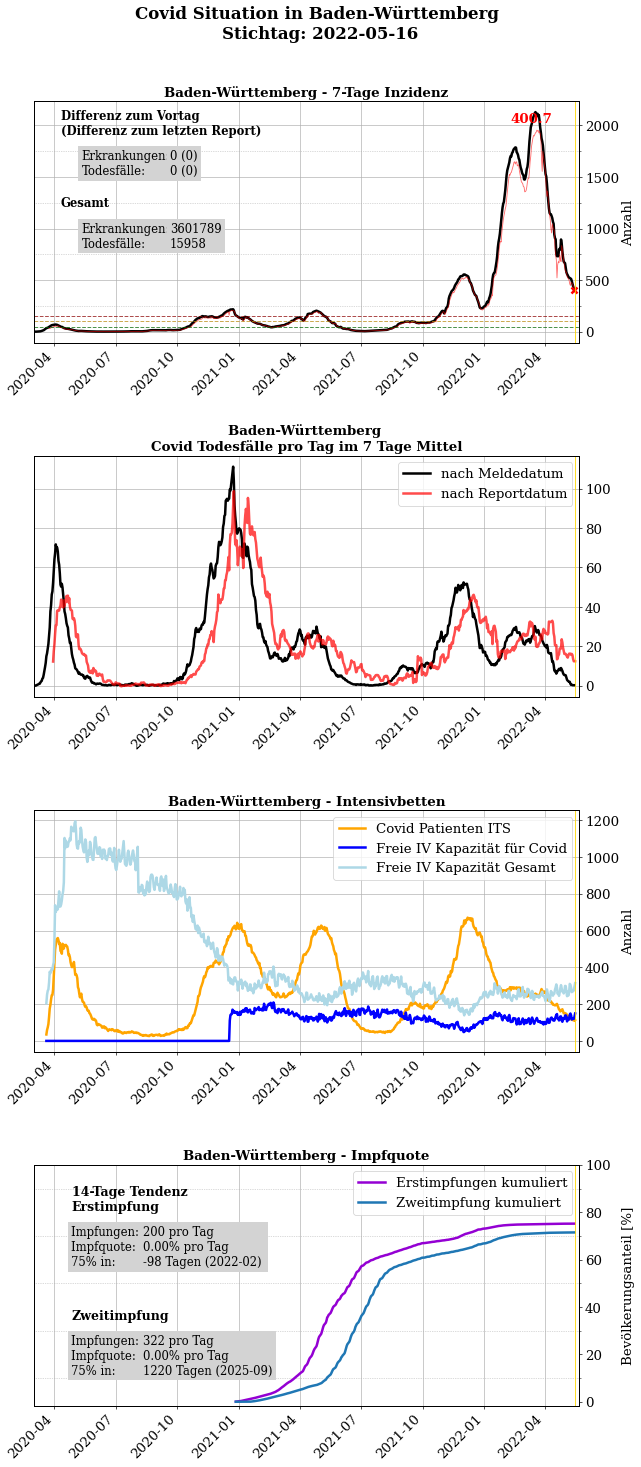 Covid Situation in Baden-Württemberg
Stichtag: 2022-05-16
Baden-Württemberg - 7-Tage Inzidenz
Differenz zum Vortag
(Differenz zum letzten Report)
Erkrankungen 0 (0)
Todesfälle: 0 (0)
Gesamt
Erkrankungen 3601789
Todesfälle: 15958
400.7
2000
1500
1000
500
0
Anzahl
2020-04 2020-07 2020-10 2021-01 2021-04 2021-07 2021-10 2022-01 2022-04
Baden-Württemberg
Covid Todesfälle pro Tag im 7 Tage Mittel
nach Meldedatum
nach Reportdatum
100
80
60
40
20
0
2020-04 2020-07 2020-10 2021-01 2021-04 2021-07 2021-10 2022-01 2022-04
Baden-Württemberg - Intensivbetten
Covid Patienten ITS
Freie IV Kapazität für Covid
Freie IV Kapazität Gesamt
1200
1000
800
600
400
200
0
Anzahl
2020-04 2020-07 2020-10 2021-01 2021-04 2021-07 2021-10 2022-01 2022-04
Baden-Württemberg - Impfquote
14-Tage Tendenz
Erstimpfung
Impfungen: 200 pro Tag
Impfquote: 0.00% pro Tag
75% in: -98 Tagen (2022-02)
Zweitimpfung
Impfungen: 322 pro Tag
Impfquote: 0.00% pro Tag
75% in: 1220 Tagen (2025-09)
Erstimpfungen kumuliert
Zweitimpfung kumuliert
100
80
60
40
20
0
Bevölkerungsanteil [%]
2020-04 2020-07 2020-10 2021-01 2021-04 2021-07 2021-10 2022-01 2022-04